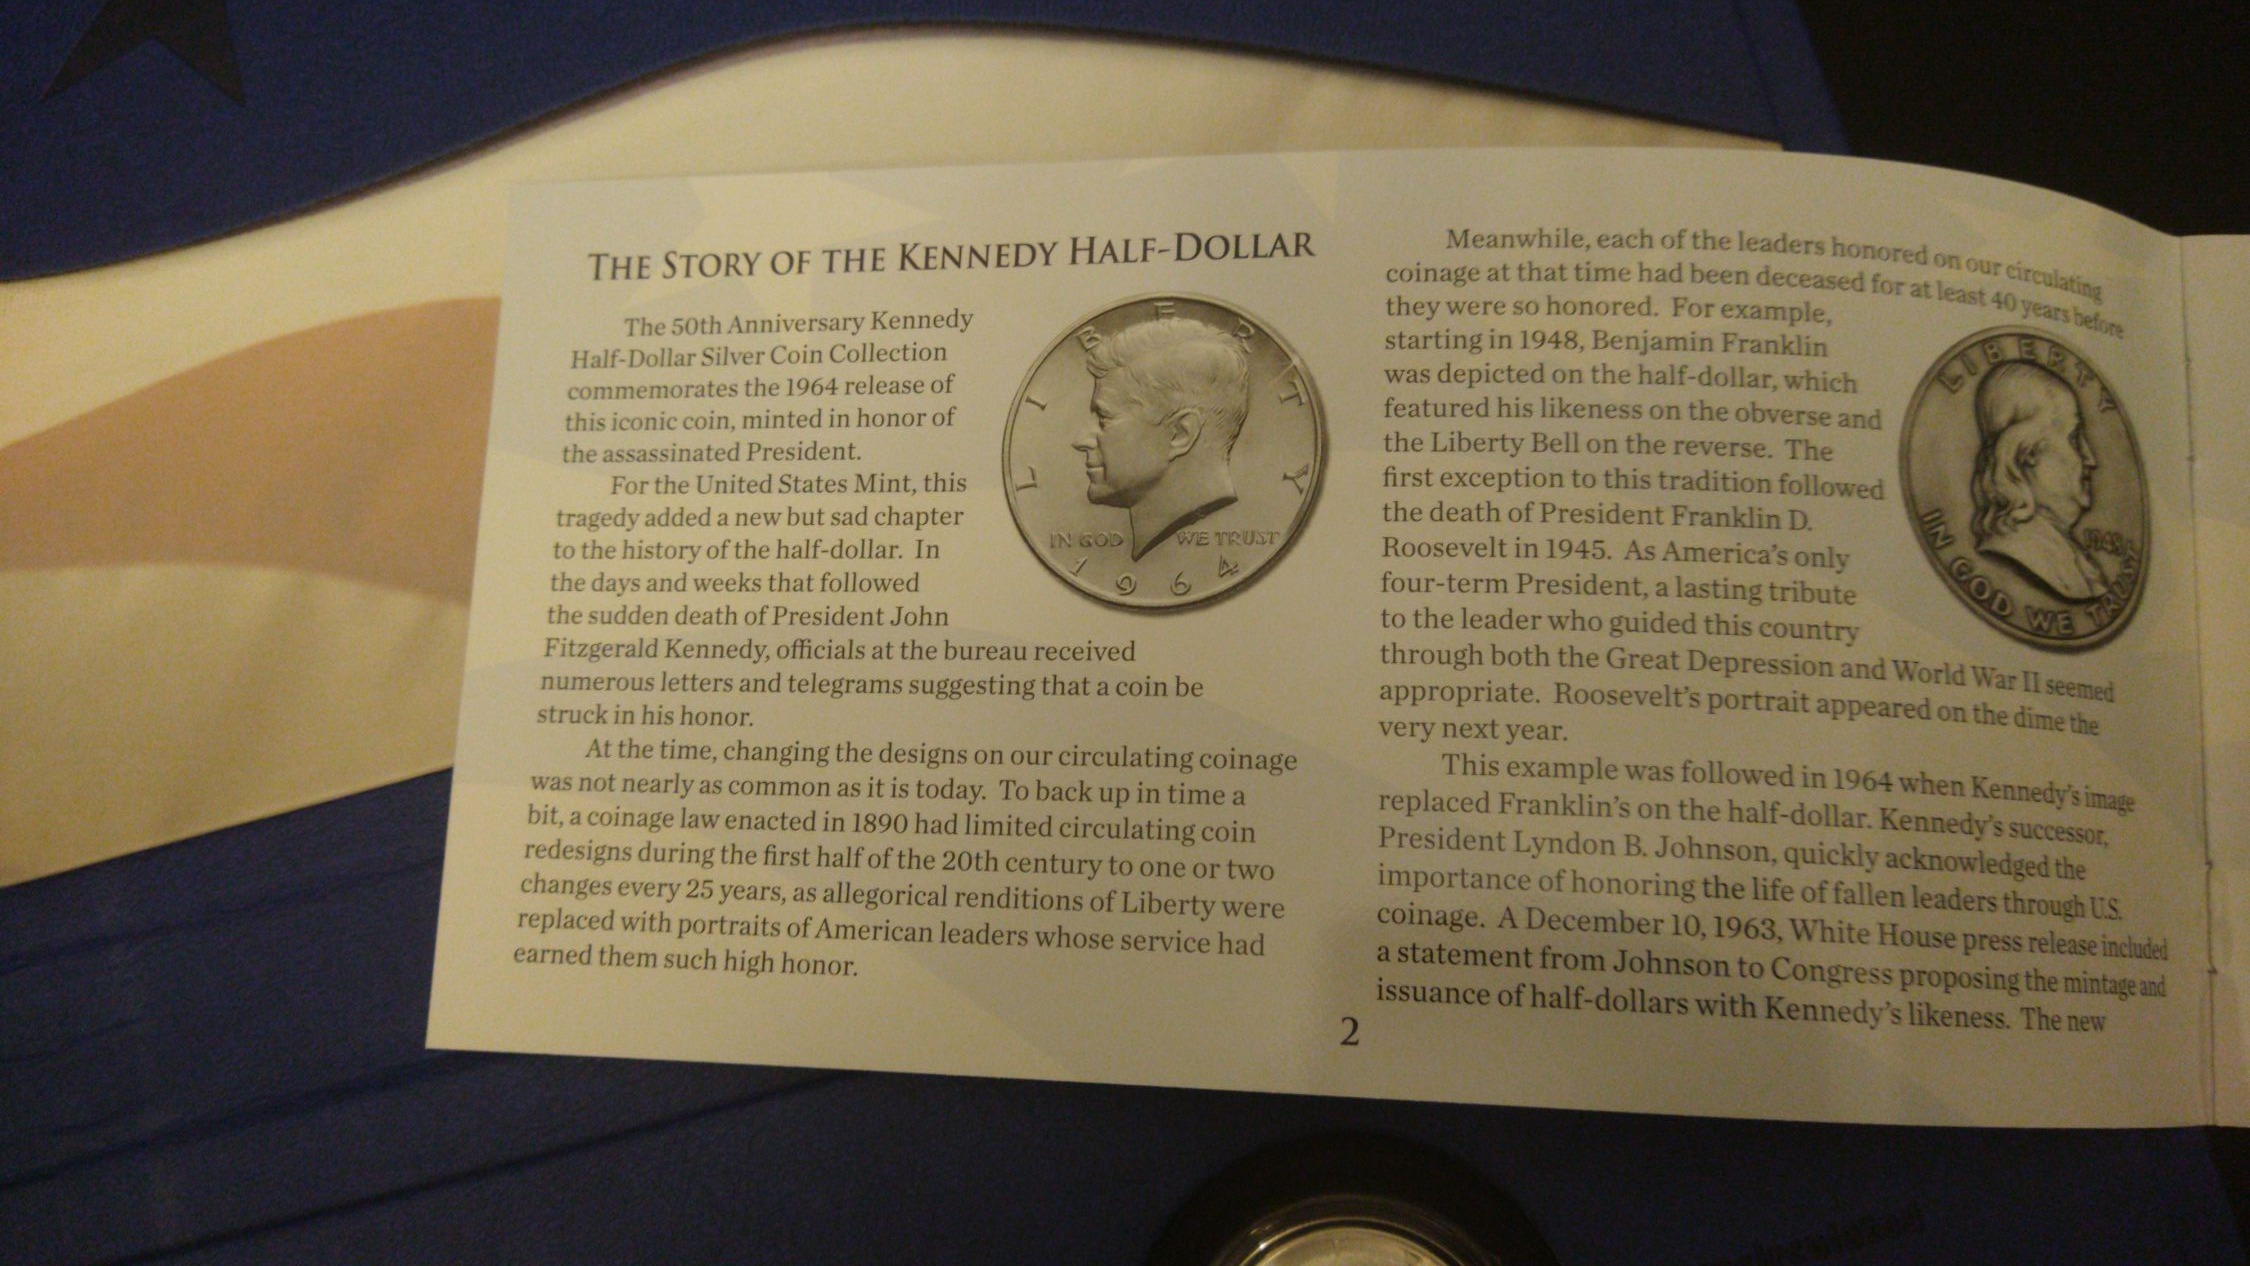 THE STORY OF THE KENNEDY HALF-DOLLAR
The 50th Anniversary Kennedy
Half-Dollar Silver Coin Collection
commemorates the 1964 release of
this iconic coin, minted in honor of
the assassinated President.
For the United States Mint, this
tragedy added a new but sad chapter
to the history of the half-dollar. In
the days and weeks that followed
the sudden death of President John
Fitzgerald Kennedy, officials at the bureau received
numerous letters and telegrams suggesting that a coin be
struck in his honor.
At the time, changing the designs on our circulating coinage
was not nearly as common as it is today. To back up in time a
bit, a coinage law enacted in 1890 had limited circulating coin
redesigns during the first half of the 20th century to one or two
changes every 25 years, as allegorical renditions of Liberty were
replaced with portraits of American leaders whose service had
earned them such high honor.
LIBERTY
IN GOD WE TRUST
1964
Meanwhile, each of the leaders honored on our circulating
coinage at that time had been deceased for at least 40 years before
they were so honored. For example,
starting in 1948, Benjamin Franklin
was depicted on the half-dollar, which
featured his likeness on the obverse and
the Liberty Bell on the reverse. The
first exception to this tradition followed
the death of President Franklin D.
Roosevelt in 1945. As America's only
four-term President, a lasting tribute
to the leader who guided this country
through both the Great Depression and World War II seemed
appropriate. Roosevelt's portrait appeared on the dime the
very next year.
This example was followed in 1964 when Kennedy's image
replaced Franklin's on the half-dollar. Kennedy's successor,
President Lyndon B. Johnson, quickly acknowledged the
importance of honoring the life of fallen leaders through U.S.
coinage. A December 10, 1963, White House press release included
a statement from Johnson to Congress proposing the mintage and
issuance of half-dollars with Kennedy's likeness. The new
LIBERTY
IN GOD WE TRUST
2